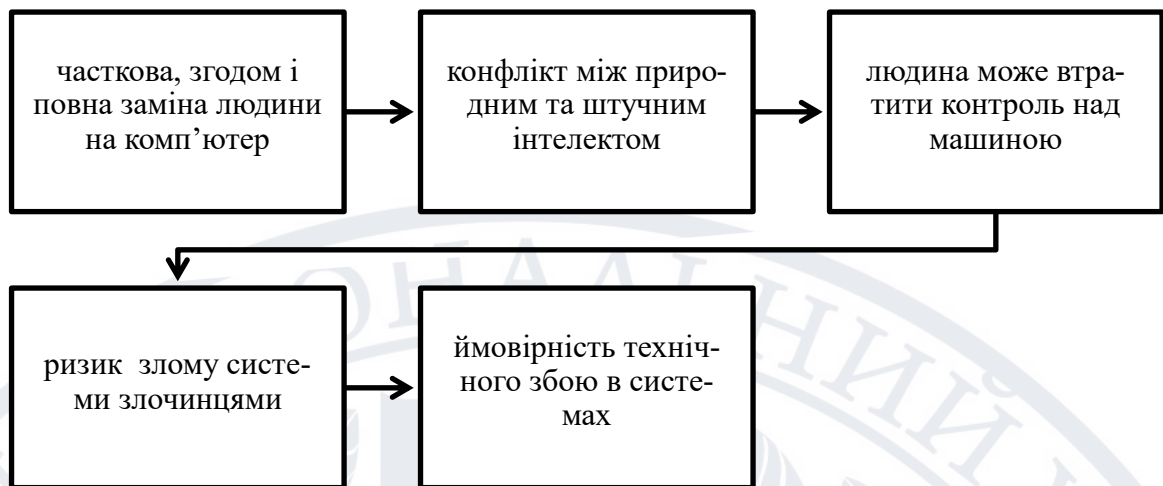 часткова, згодом і
повна заміна людини
на комп’ютер
конфлікт між приро-
дним та штучним
інтелектом
людина може втра-
тити контроль над
машиною
ризик  злому систе-
ми злочинцями
ймовірність техніч-
ного збою в систе-
мах